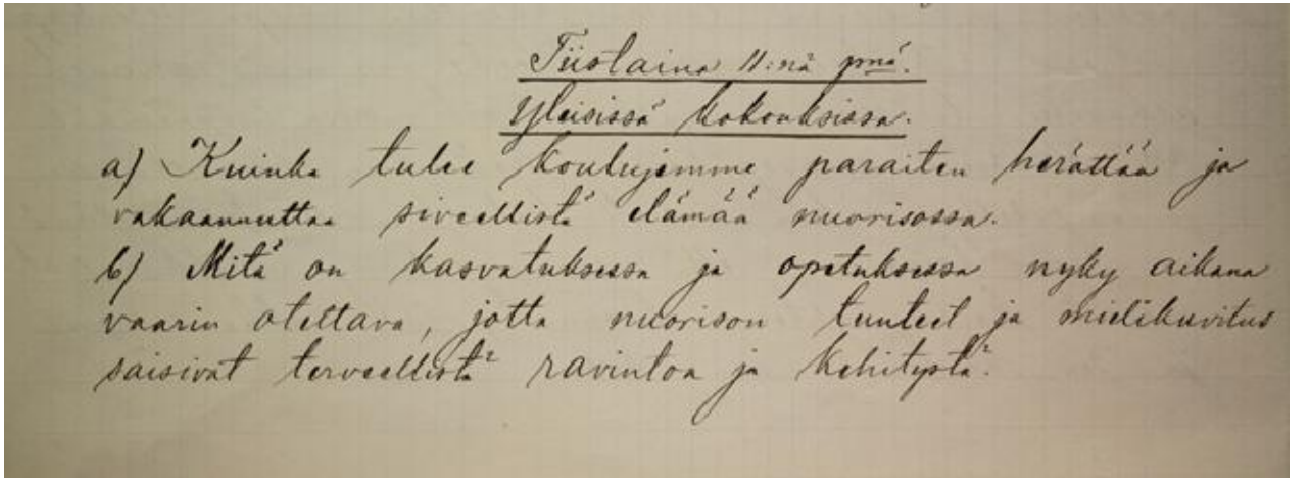 Tiistaina 11:nä pnä.
Yleisissä kokouksissa.
a) Kuinka tulee koulujemme paraiten herättää ja
vakaannuttaa siveellistä elämää nuorisossa.
b) Mitä on kasvatuksessa ja opetuksessa nyky aikana
vaarin otettava, jotta nuorison tunteet ja mielikuvitus
saisivat terveellistä ravintoa ja kehitystä.